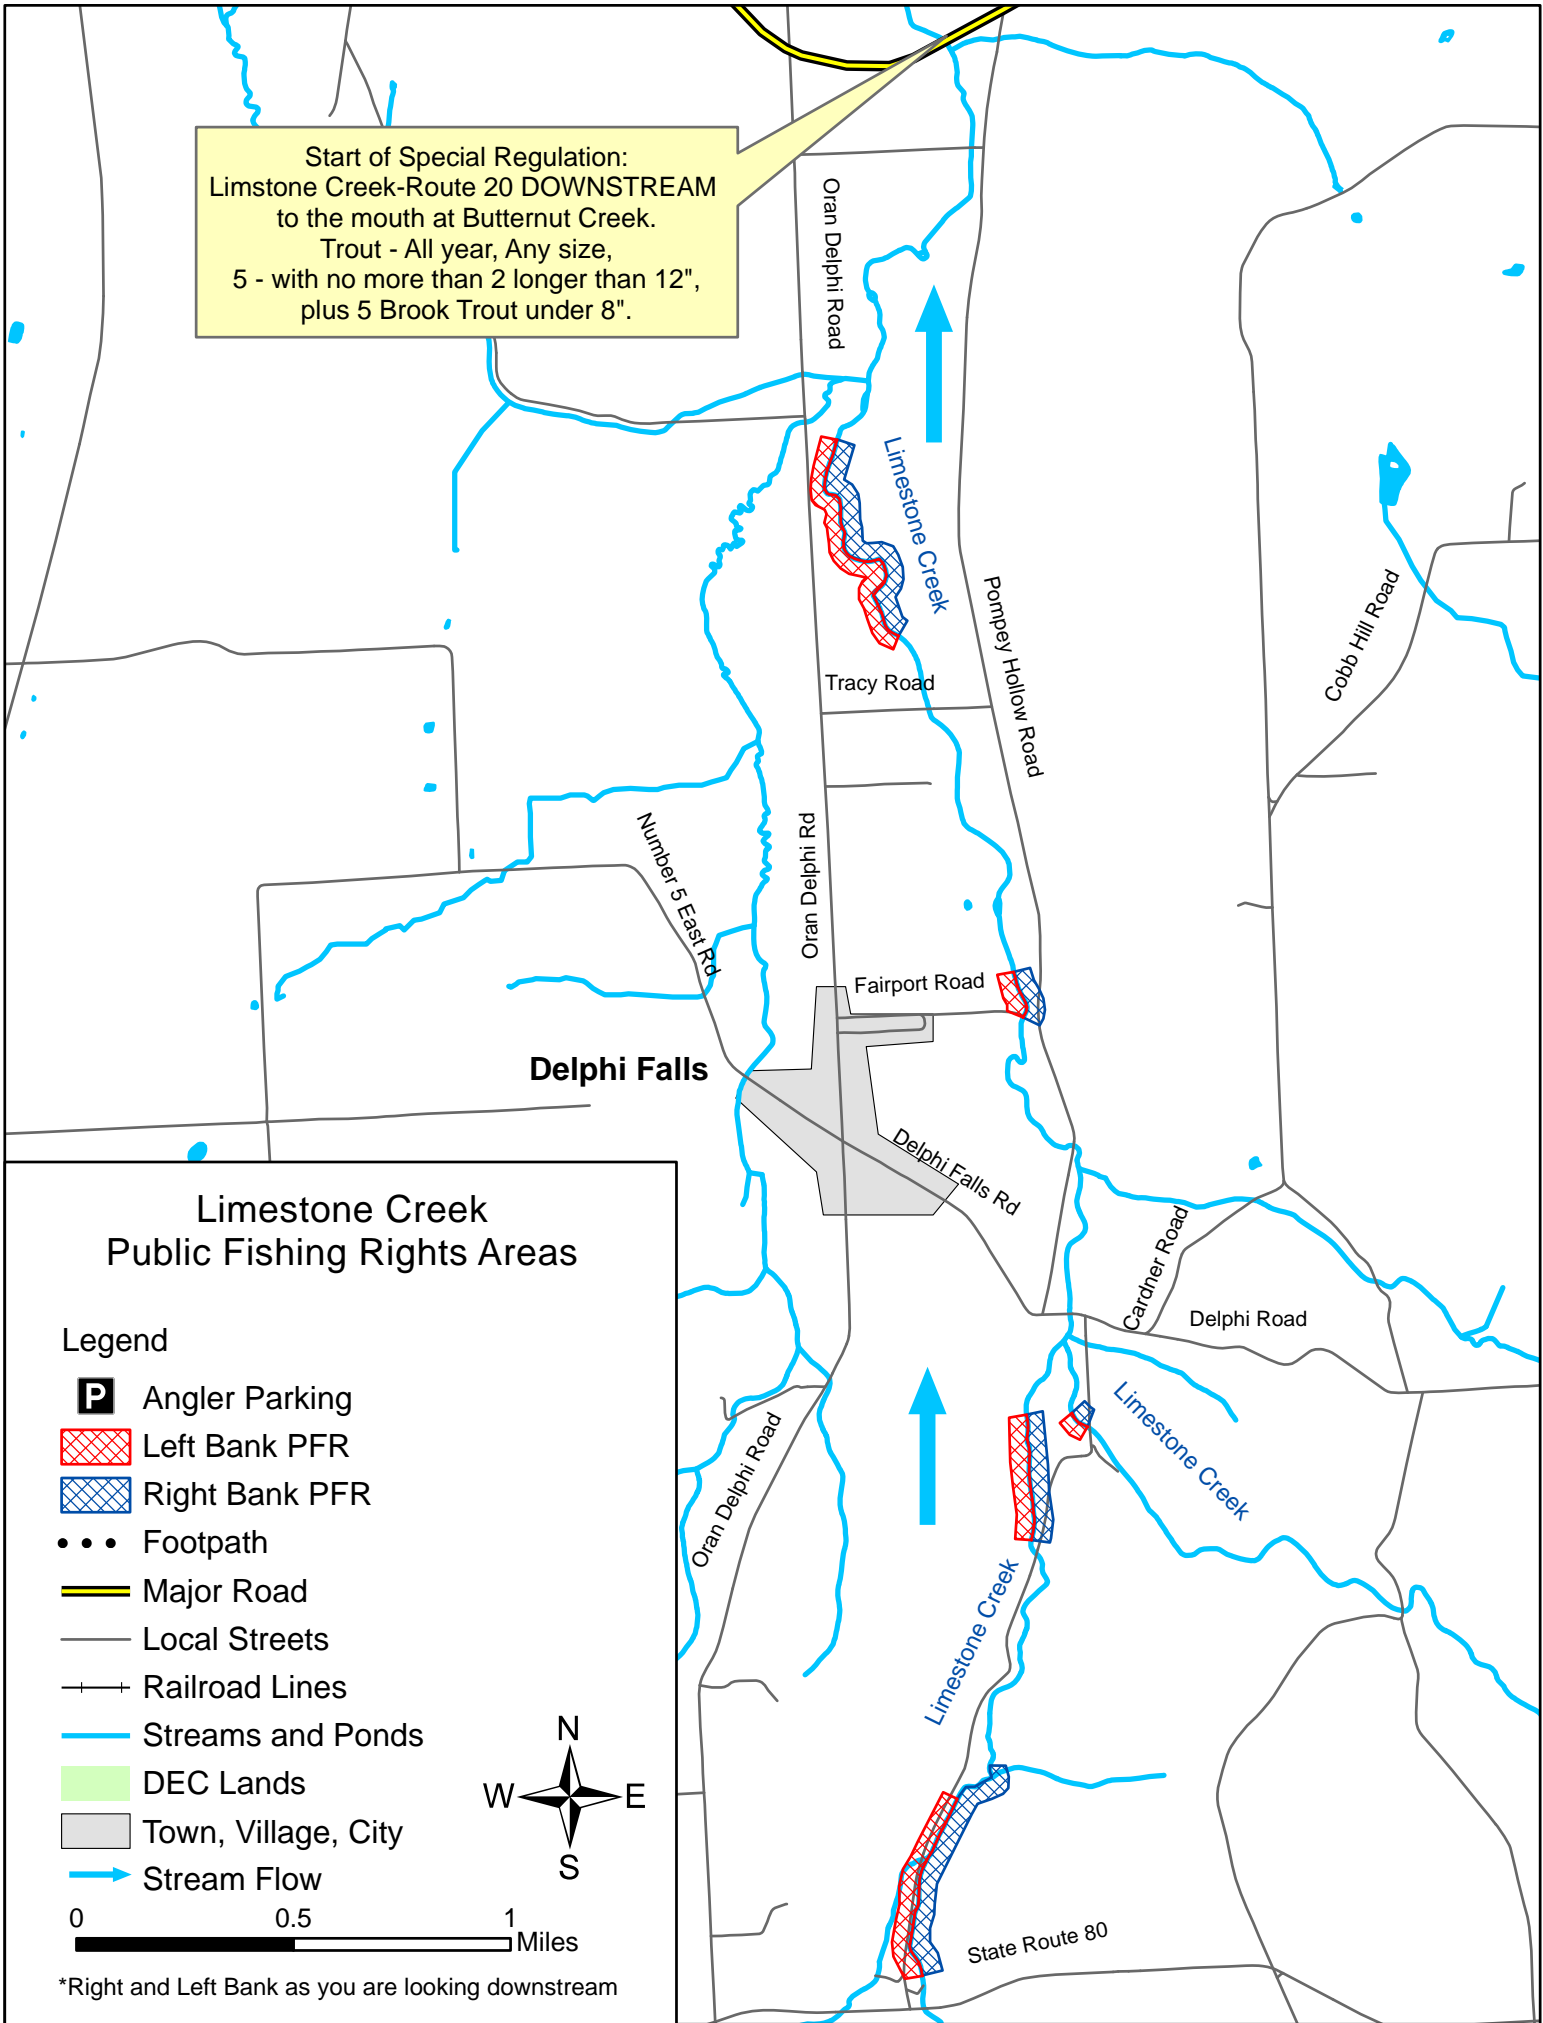 Start of Special Regulation:
Limstone Creek-Route 20 DOWNSTREAM
to the mouth at Butternut Creek.
Trout - All year, Any size,
5 - with no more than 2 longer than 12",
plus 5 Brook Trout under 8".
Oran Delphi Road
Limestone Creek
Pompey Hollow Road
Cobb Hill Road
Tracy Road
Number 5 East Rd
Oran Delphi Rd
Fairport Road
Delphi Falls
Delphi Falls Rd
Cardner Road
Delphi Road
Limestone Creek
Oran Delphi Road
Limestone Creek
State Route 80
Limestone Creek
Public Fishing Rights Areas
Legend
P Angler Parking
Left Bank PFR
Right Bank PFR
Footpath
Major Road
Local Streets
Railroad Lines
Streams and Ponds
DEC Lands
Town, Village, City
Stream Flow
N
W E
S
0 0.5 1
Miles
*Right and Left Bank as you are looking downstream